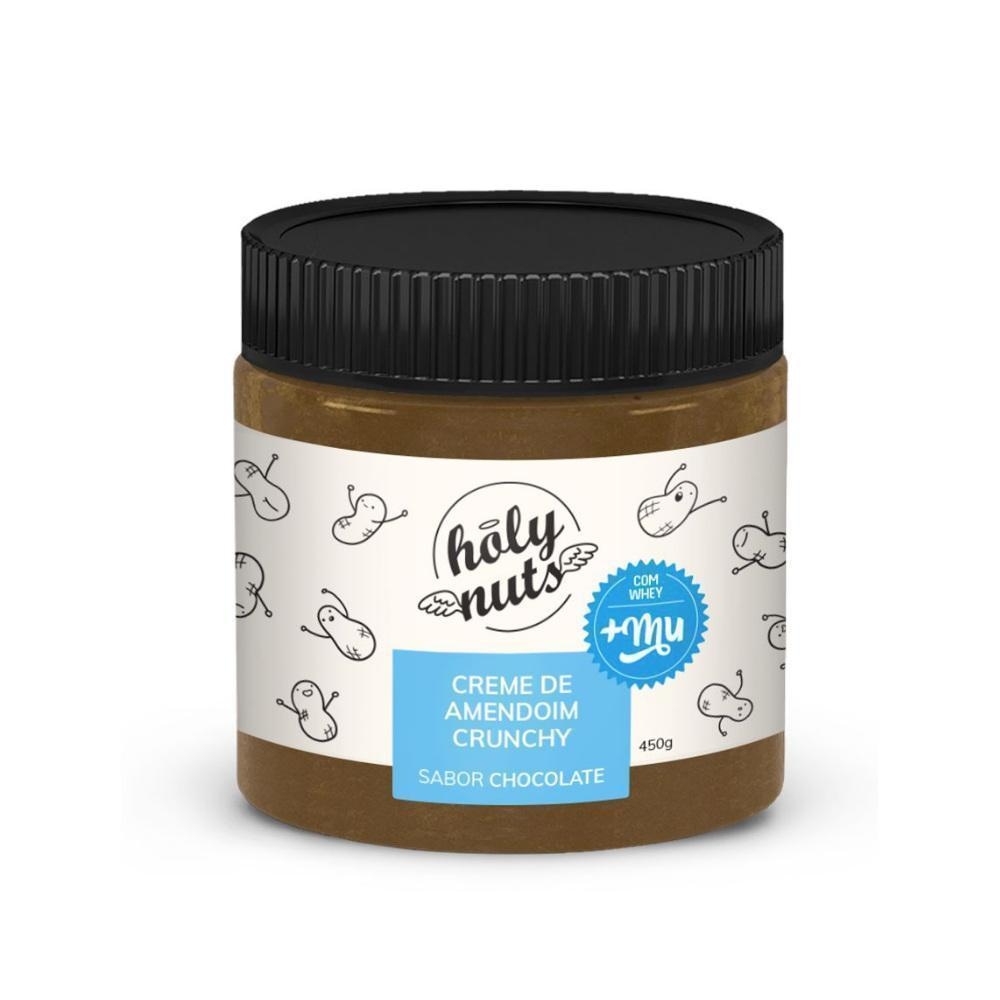 holy
nuts
COM
WHEY
+Mu
CREME DE
AMENDOIM
CRUNCHY
SABOR CHOCOLATE
450g